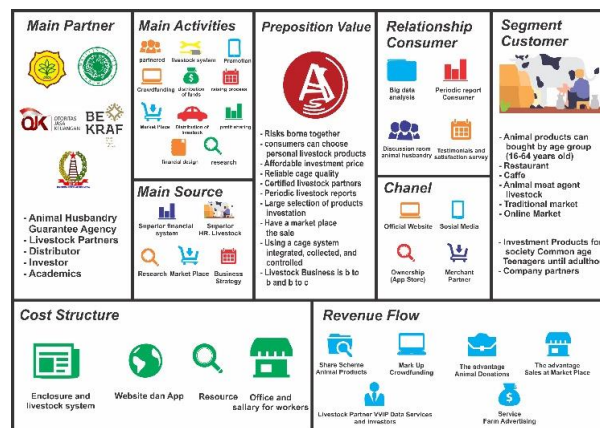 Main Partner
OJK
OTORITAS
JASA
KEUANGAN
BE
KRAF
- Animal Husbandry
Guarantee Agency
- Livestock Partners
- Distributor
- Investor
- Academics
Main Activities
partnered
livestock system
Promotion
Crowdfunding
distribution
of funds
raising process
Market Place
Distribution of
livestock
profit sharing
financial design
research
Main Source
Superior financial
system
Superior
HR. Livestock
Research
Market Place
Business
Strategy
Preposition Value
- Risks borne together
- consumers can choose
personal livestock products
- Affordable investment price
- Reliable cage quality
- Certified livestock partners
- Periodic livestock reports
- Large selection of products
invenstation
- Have a market place
the sale
- Using a cage system
integrated, collected, and
controlled
- Livestock Business is b to
b and b to c
Relationship
Consumer
Big data
analysis
Periodic report
Consumer
Discussion room
animal husbandry
Testimonials and
satisfaction survey
Chanel
Official Website
Social Media
Ownership
(App Store)
Merchant
Partner
Segment
Customer
- Animal products can
bought by age group
(16-64 years old)
- Restaurant
- Caffe
- Animal meat agent
livestock
- Traditional market
- Online Market
- Investment Products for
society Common age
Teenagers until adulthood
- Company partners
Cost Structure
Enclosure and
livestock system
Website dan App
Resource
Office and
sallary for workers
Revenue Flow
Share Scheme
Animal Products
Mark Up
Crowdfunding
The advantage
Animal Donations
The advantage
Sales at Market Place
Livestock Partner VVIP Data Services
and Investors
Service
Farm Advertising